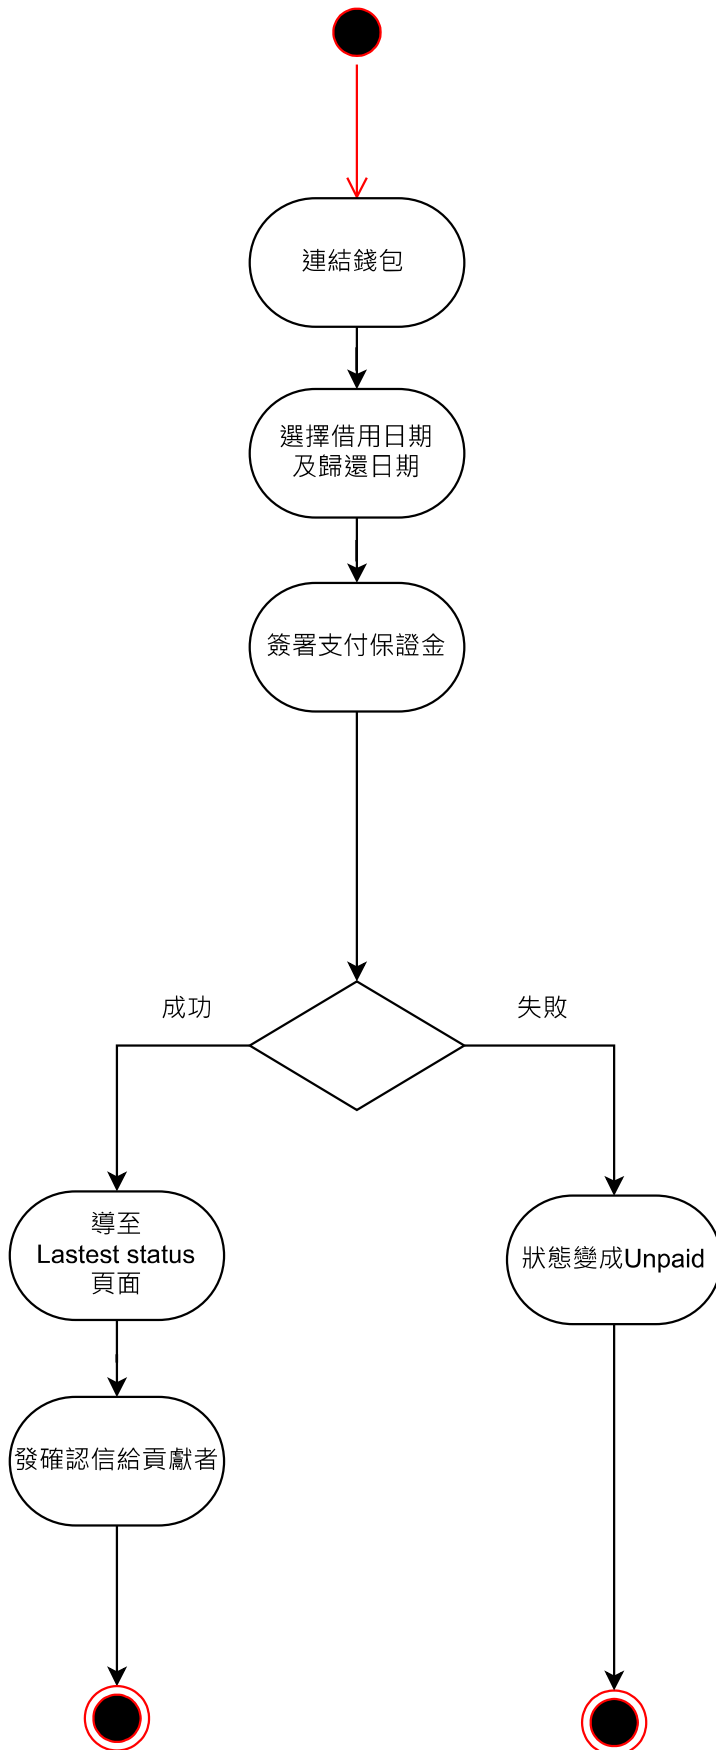 連結錢包
選擇借用日期
及歸還日期
簽署支付保證金
成功
失敗
導至
Lastest status
頁面
狀態變成Unpaid
發確認信給貢獻者